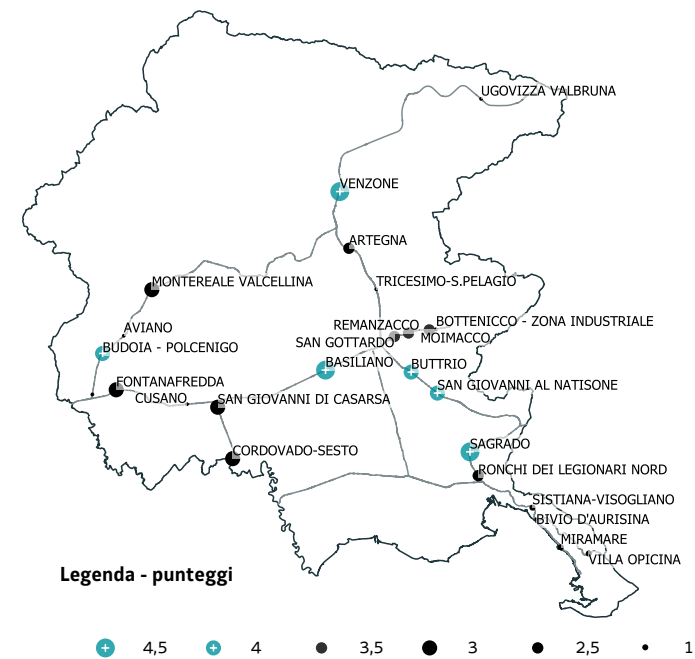 UGOVIZZA VALBRUNA
VENZONE
ARTEGNA
MONTEREALE VALCELLINA
TRICESIMO-S.PELAGIO
REMANZACCO
BOTTENICCO - ZONA INDUSTRIALE
AVIANO
SAN GOTTARDO
MOIMACCO
BUDOIA - POLCENIGO
BASILIANO
BUTTRIO
FONTANAFREDDA
SAN GIOVANNI AL NATISONE
CUSANO
SAN GIOVANNI DI CASARSA
SAGRADO
CORDOVADO-SESTO
RONCHI DEI LEGIONARI NORD
SISTIANA-VISOGLIANO
BIVIO D'AURISINA
MIRAMARE
VILLA OPICINA
Legenda - punteggi
4,5 4 3,5 3 2,5 1